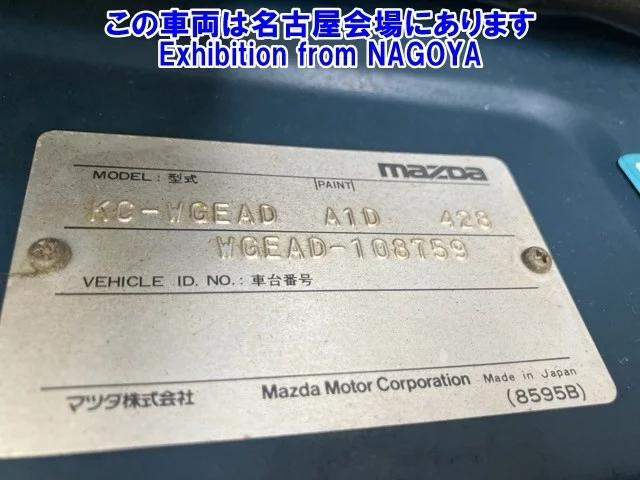 この車両は名古屋会場にあります
Exhibition from NAGOYA
MODEL : 型式 PAINT mazda
KC-WGEAD A1D 428
WGEAD-108759
VEHICLE ID. NO. : 車台番号
マツダ株式会社 Mazda Motor Corporation Made in Japan
(8595B)